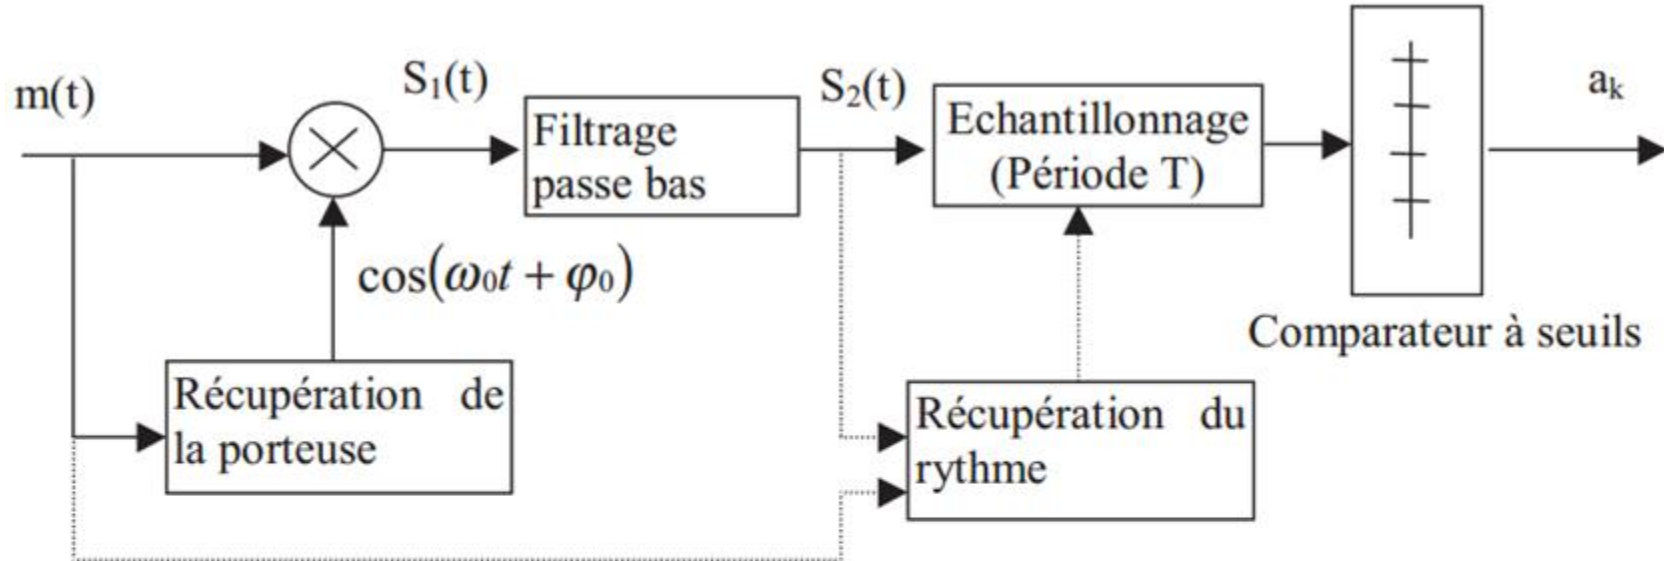 m(t)
S₁(t)
Filtrage
passe bas
S₂(t)
Echantillonnage
(Période T)
aₖ
cos(ω₀t + φ₀)
Comparateur à seuils
Récupération de
la porteuse
Récupération du
rythme